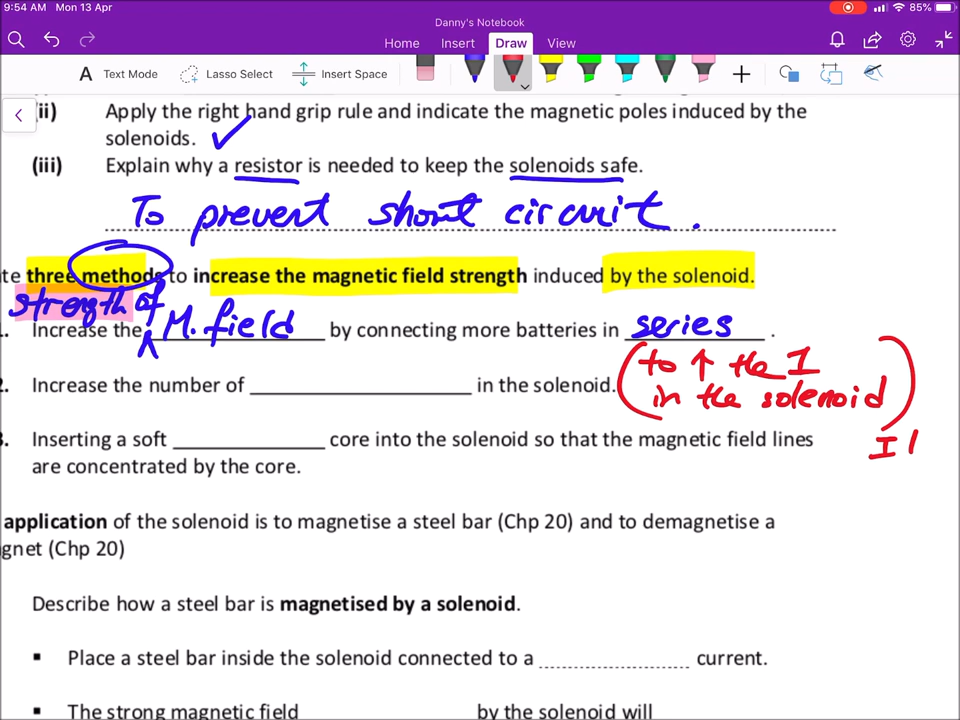 9:54 AM Mon 13 Apr
85%
Danny's Notebook
Home Insert Draw View
A Text Mode Lasso Select Insert Space
(ii) Apply the right hand grip rule and indicate the magnetic poles induced by the
solenoids.
(iii) Explain why a resistor is needed to keep the solenoids safe.
To prevent short circuit.
te three methods to increase the magnetic field strength induced by the solenoid.
strength of
Increase the M. field by connecting more batteries in series.
(to ↑ the I
in the solenoid)
2. Increase the number of ____ in the solenoid.
I
3. Inserting a soft ____ core into the solenoid so that the magnetic field lines
are concentrated by the core.
application of the solenoid is to magnetise a steel bar (Chp 20) and to demagnetise a
gnet (Chp 20)
Describe how a steel bar is magnetised by a solenoid.
▪ Place a steel bar inside the solenoid connected to a .................... current.
▪ The strong magnetic field by the solenoid will